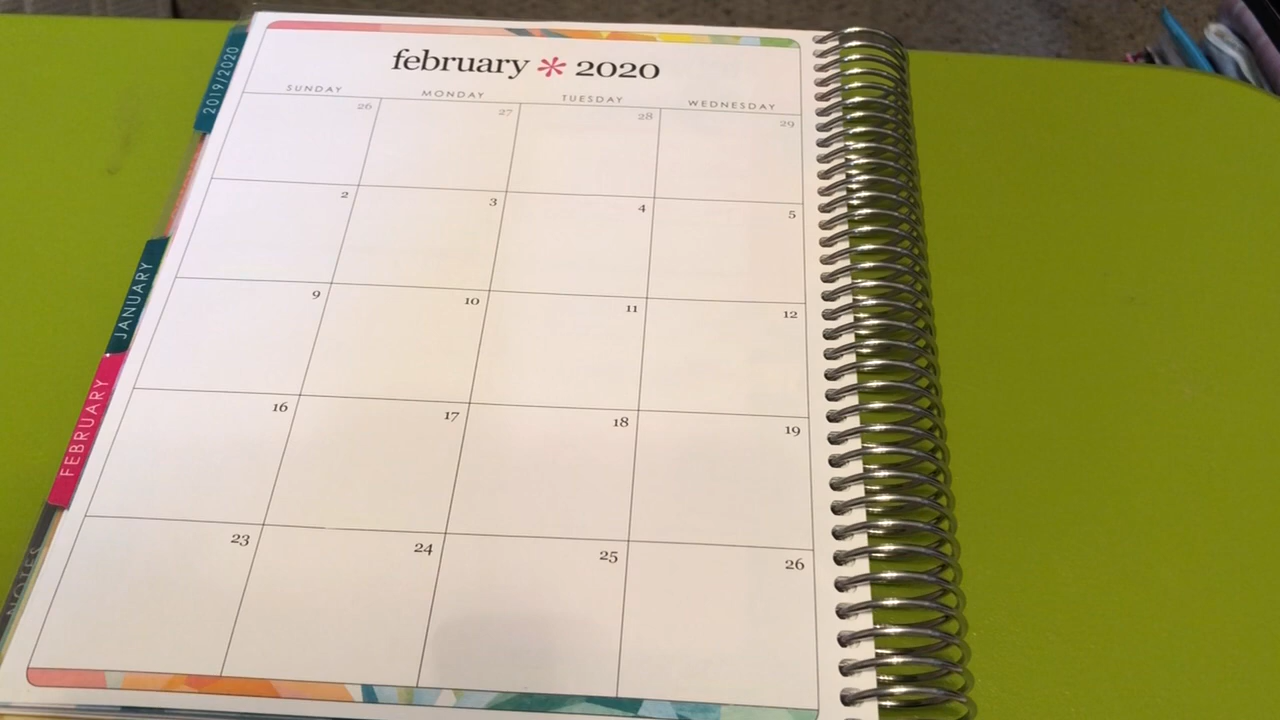 february * 2020
SUNDAY MONDAY TUESDAY WEDNESDAY
26 27 28 29
2 3 4 5
9 10 11 12
16 17 18 19
23 24 25 26
2019/2020
JANUARY
FEBRUARY
NOTES